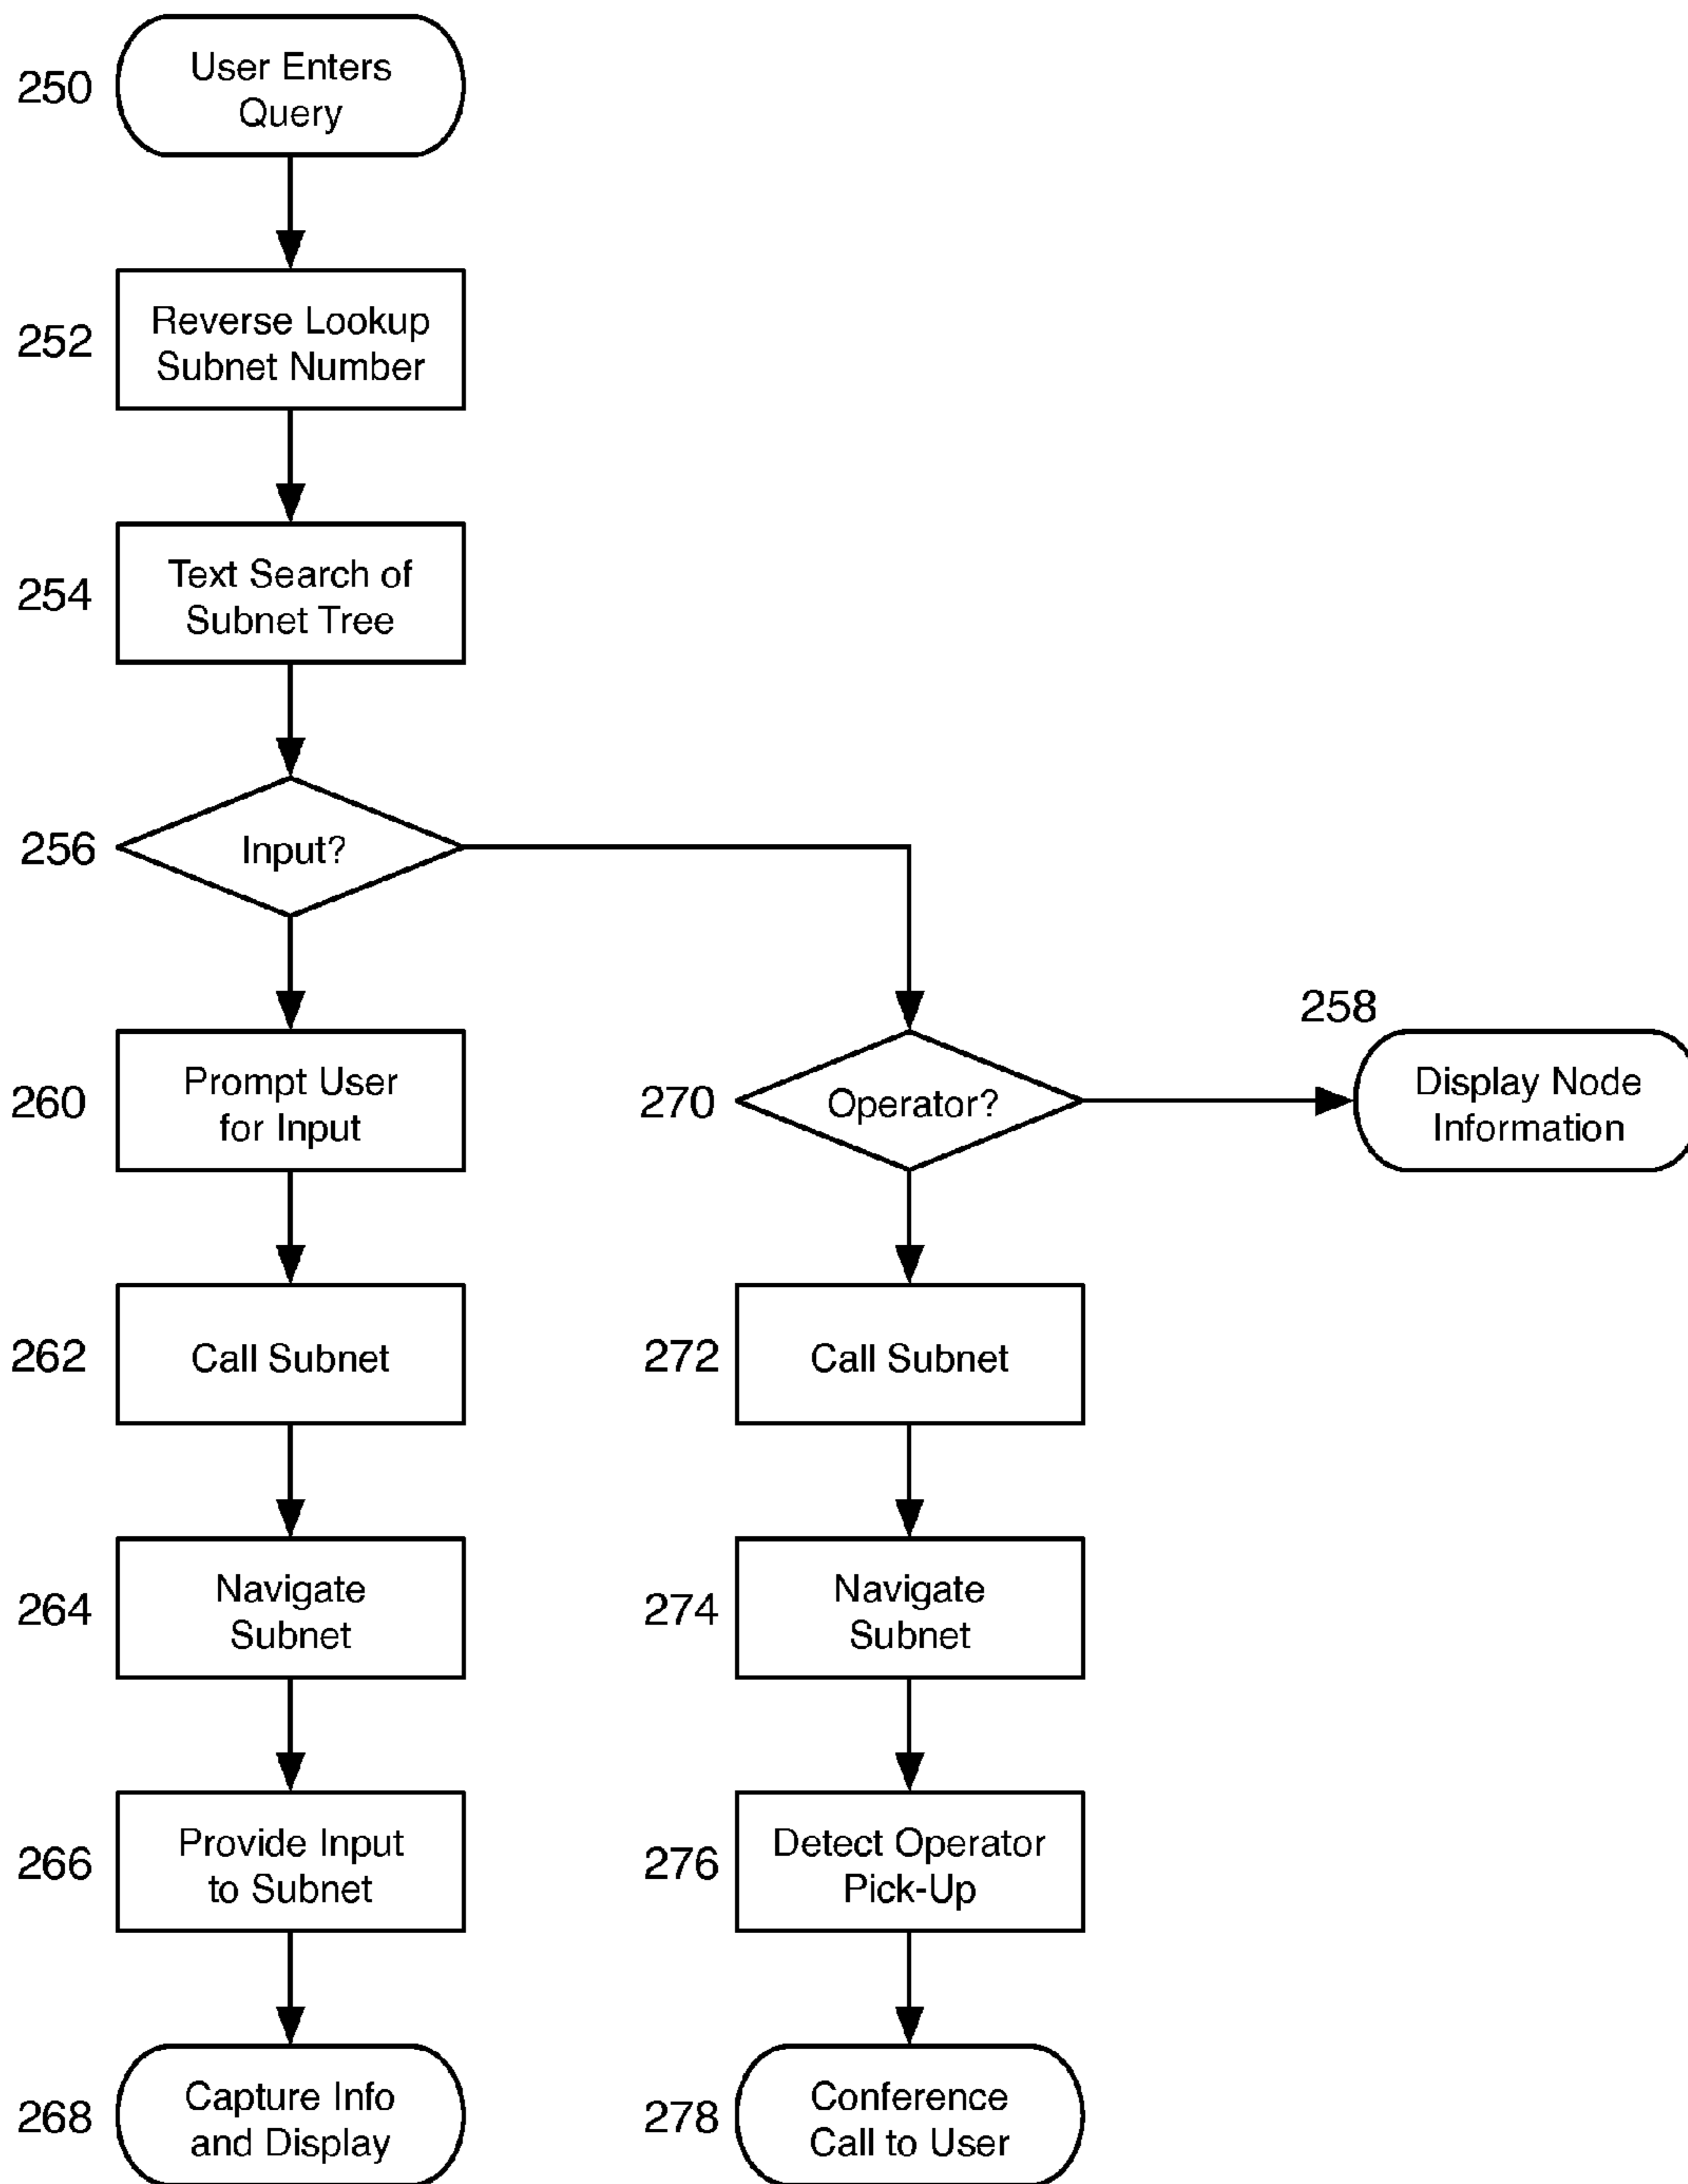 250
User Enters
Query
252
Reverse Lookup
Subnet Number
254
Text Search of
Subnet Tree
256
Input?
260
Prompt User
for Input
270
Operator?
258
Display Node
Information
262
Call Subnet
272
Call Subnet
264
Navigate
Subnet
274
Navigate
Subnet
266
Provide Input
to Subnet
276
Detect Operator
Pick-Up
268
Capture Info
and Display
278
Conference
Call to User